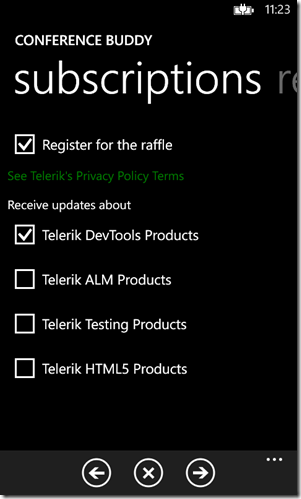 11:23
CONFERENCE BUDDY
subscriptions re
Register for the raffle
See Telerik's Privacy Policy Terms
Receive updates about
Telerik DevTools Products
Telerik ALM Products
Telerik Testing Products
Telerik HTML5 Products